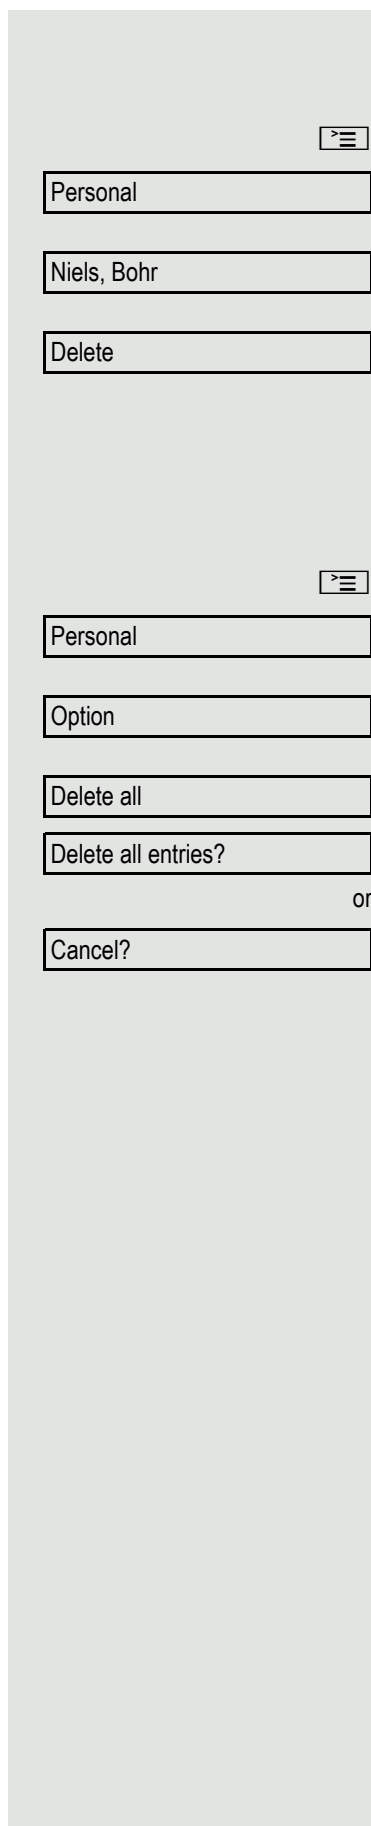 Personal
Niels, Bohr
Delete
Personal
Option
Delete all
Delete all entries?
or
Cancel?